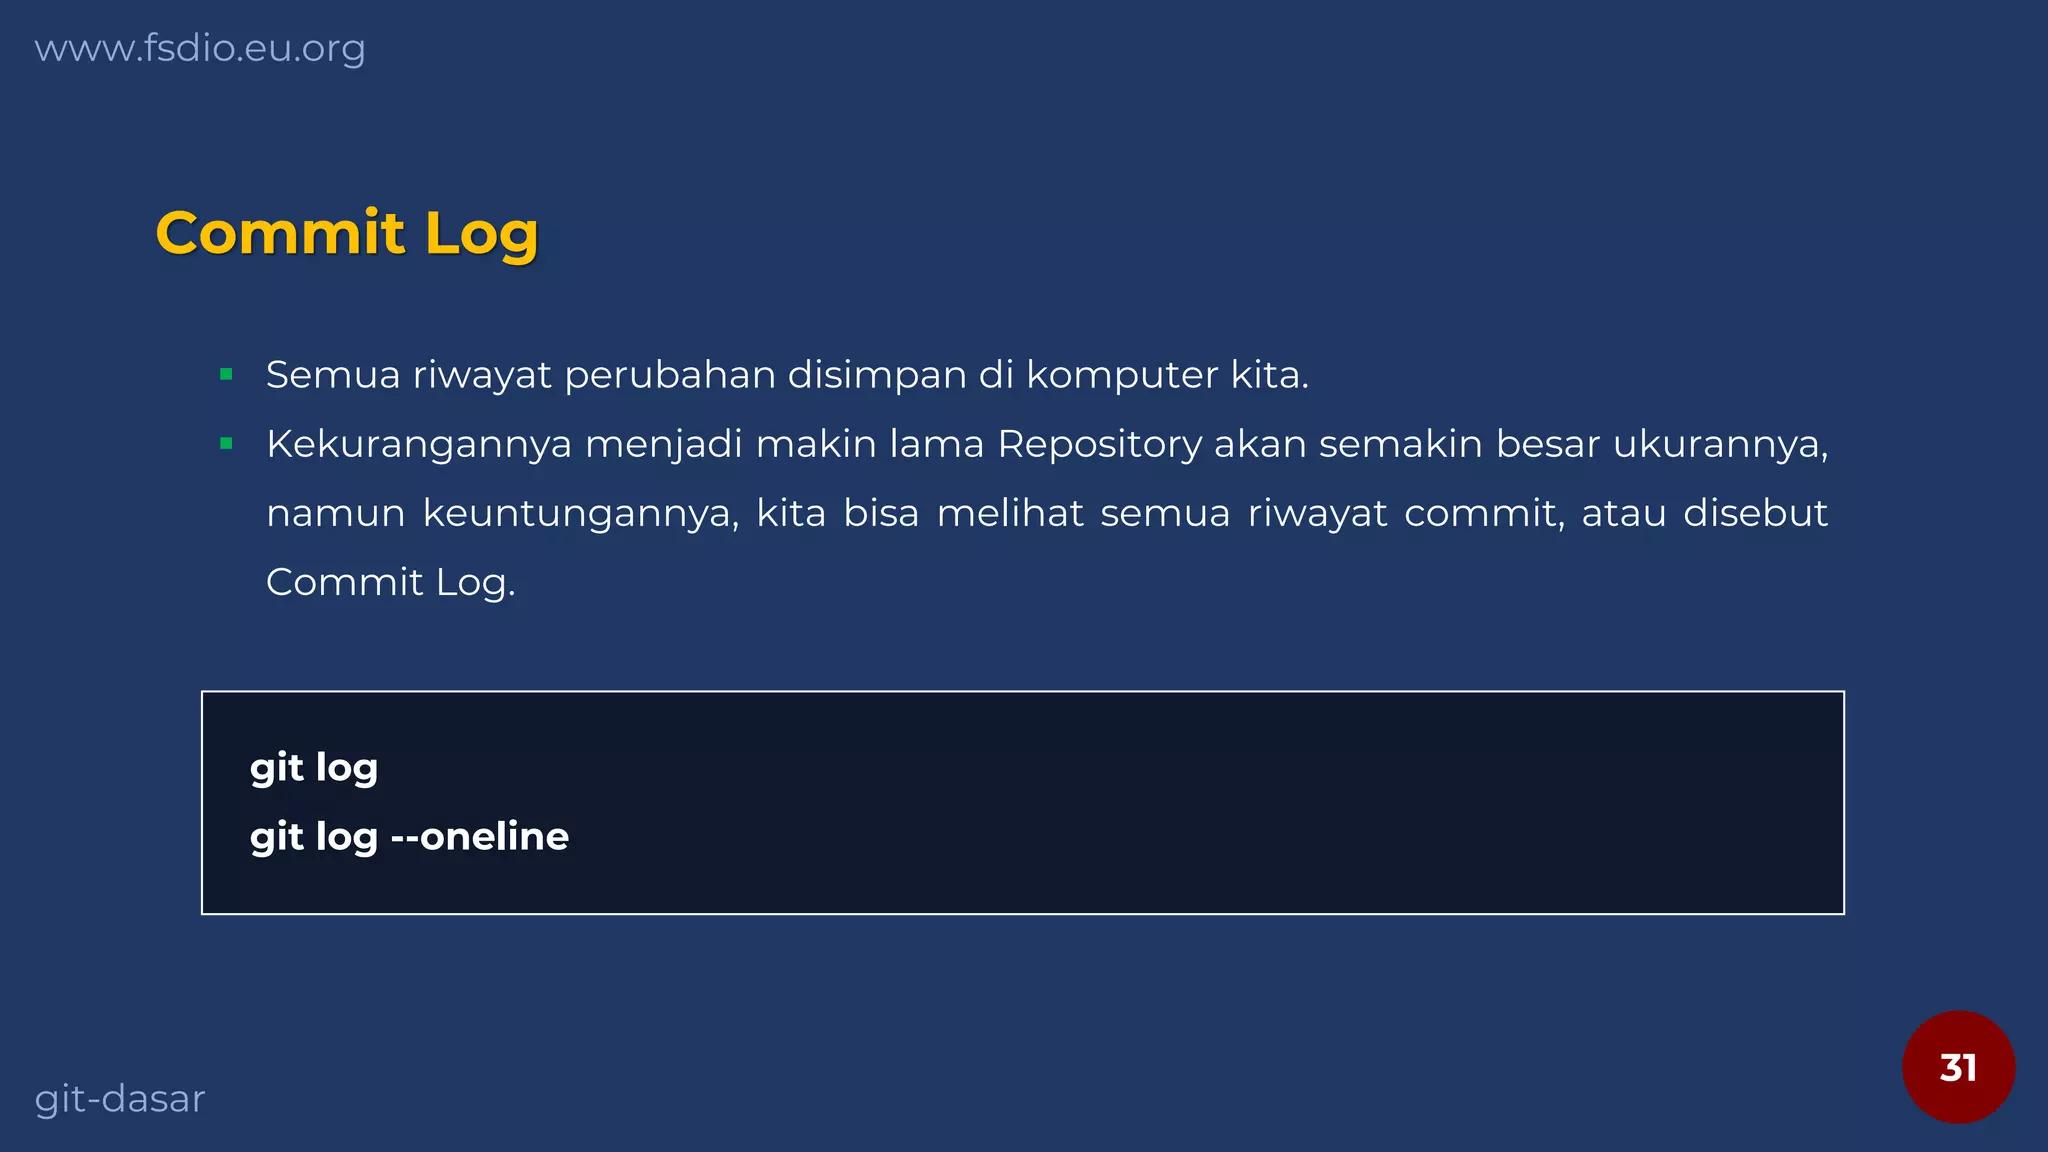 www.fsdio.eu.org
Commit Log
▪ Semua riwayat perubahan disimpan di komputer kita.
▪ Kekurangannya menjadi makin lama Repository akan semakin besar ukurannya,
namun keuntungannya, kita bisa melihat semua riwayat commit, atau disebut
Commit Log.
git log
git log --oneline
31
git-dasar